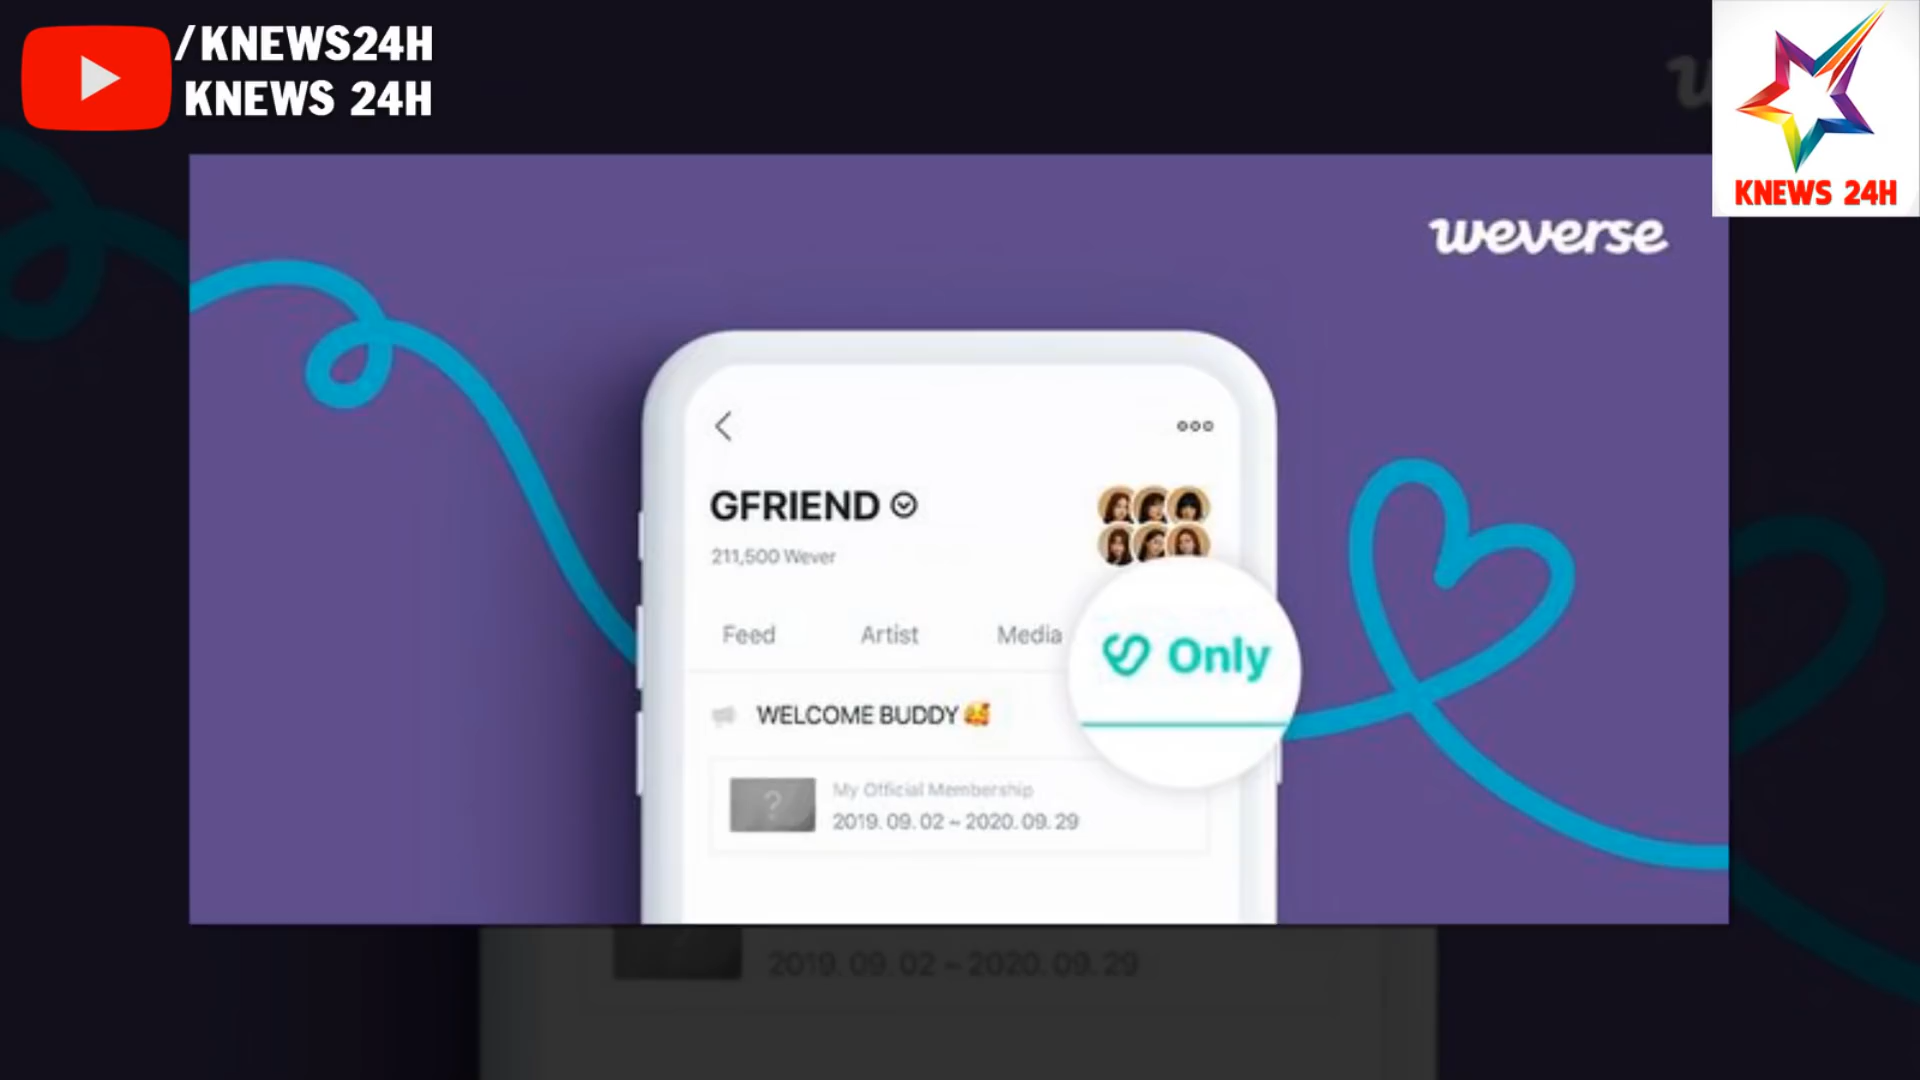 /KNEWS24H
KNEWS 24H
KNEWS 24H
weverse
GFRIEND
211,500 Wever
Feed
Artist
Media
Only
WELCOME BUDDY🥰
My Official Membership
2019. 09. 02 ~ 2020. 09. 29
2019. 09. 02 ~ 2020. 09. 29